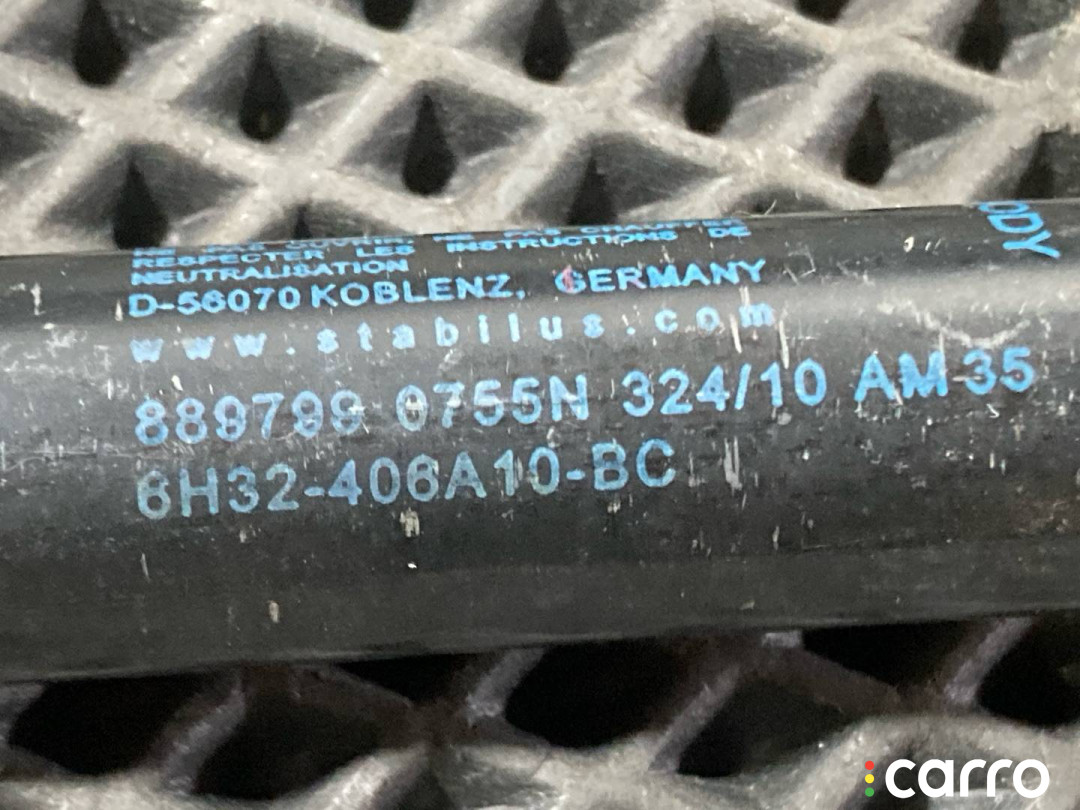 RESPECTER LES INSTRUCTIONS DE
NEUTRALISATION
D-56070 KOBLENZ, GERMANY
www.stabilus.com
889799 0755N 324/10 AM 35
6H32-406A10-BC
ODY
carro